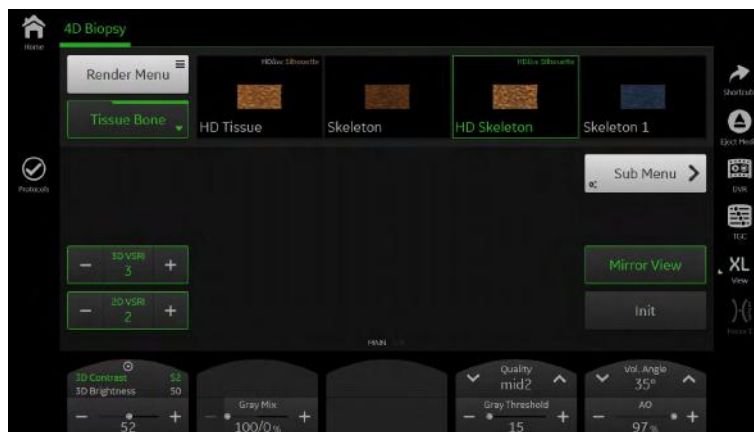 4D Biopsy
Home
Render Menu
HDlive Silhouette
HDlive Silhouette
Tissue Bone
HD Tissue
Skeleton
HD Skeleton
Skeleton 1
Shortcuts
Eject Media
Protocols
Sub Menu
DVR
TGC
3D VSRI
3
Mirror View
XL
View
2D VSRI
2
Init
MAIN
3D Contrast 52
3D Brightness 50
52
Gray Mix
100/0 %
Quality
mid2
Gray Threshold
15
Vol. Angle
35°
AO
97 %